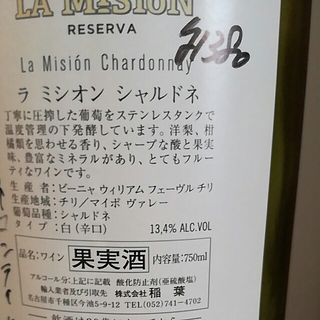 LA MISIÓN
RESERVA
La Misión Chardonnay
ラ ミシオン シャルドネ
丁寧に圧搾した葡萄をステンレスタンクで
温度管理の下発酵しています。洋梨、柑
橘類を思わせる香り、シャープな酸と果実
味、豊富なミネラルがあり、とてもフルー
ティなワインです。
生 産 者：ビーニャ ウィリアム フェーヴル チリ
生産地域：チリ／マイポ ヴァレー
葡萄品種：シャルドネ
タ イ プ：白（辛口） 13,4% ALC.VOL
品名：ワイン 果実酒 内容量：750ml
アルコール分：上記に記載 酸化防止剤（亜硫酸塩）
輸入業者及び引取先 株式会社 稲 葉
名古屋市千種区今池5-9-12 TEL(052)741-4702